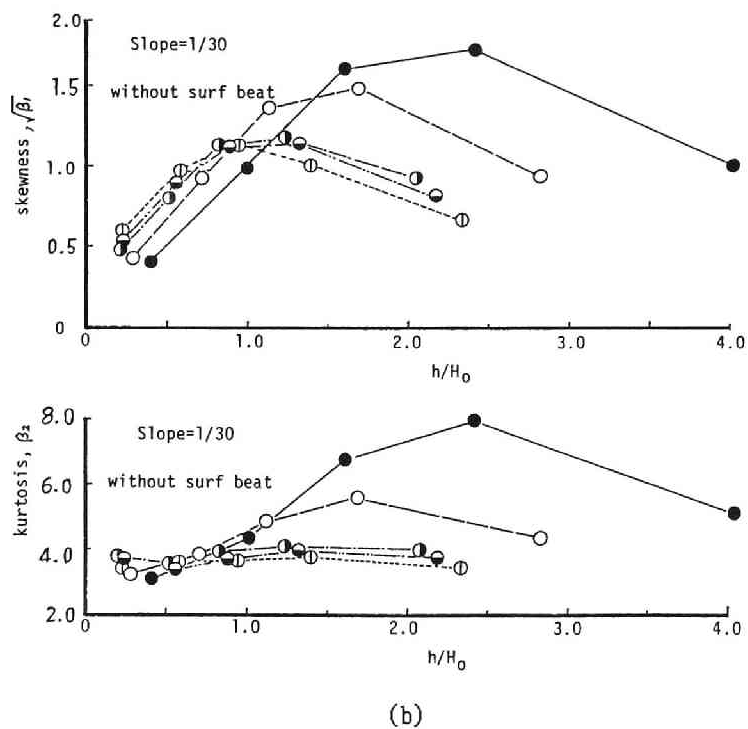 2.0
Slope=1/30
without surf beat
1.5
1.0
0.5
0
skewness, √β₁
0 1.0 2.0 3.0 4.0
h/H₀
8.0
Slope=1/30
without surf beat
6.0
4.0
2.0
kurtosis, β₂
0 1.0 2.0 3.0 4.0
h/H₀
(b)